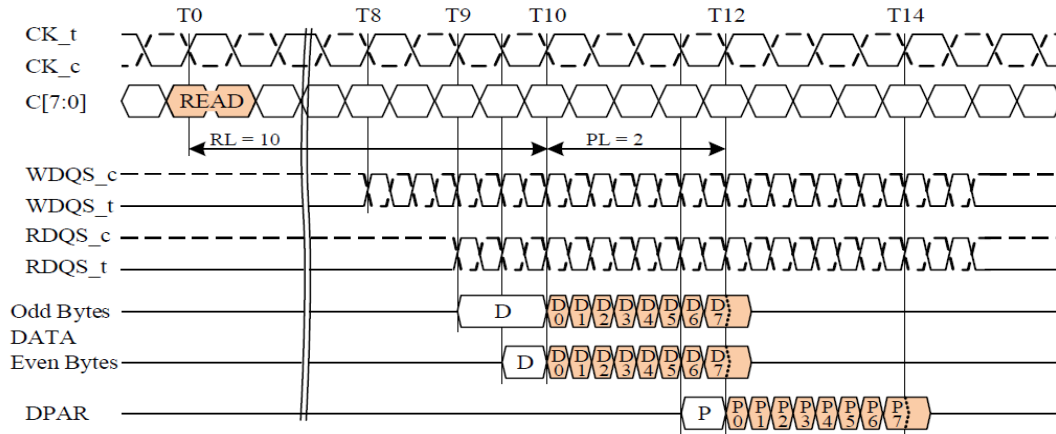 T0 T8 T9 T10 T12 T14
CK_t
CK_c
C[7:0] READ
RL = 10 PL = 2
WDQS_c
WDQS_t
RDQS_c
RDQS_t
Odd Bytes D D0 D1 D2 D3 D4 D5 D6 D7
DATA
Even Bytes D D0 D1 D2 D3 D4 D5 D6 D7
DPAR P P0 P1 P2 P3 P4 P5 P6 P7